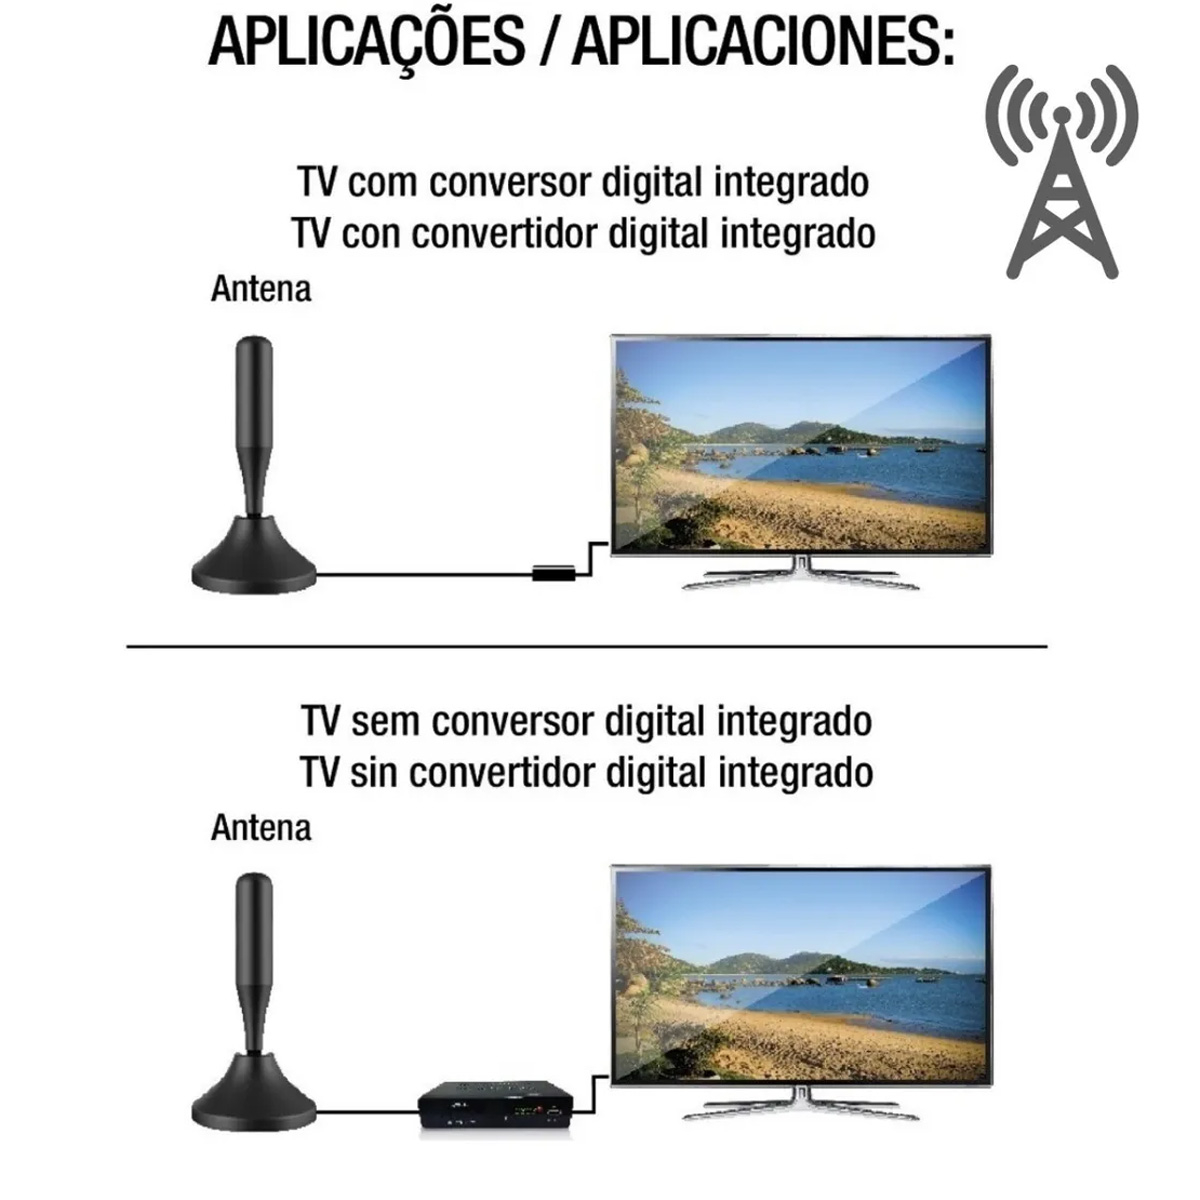 APLICAÇÕES / APLICACIONES:
TV com conversor digital integrado
TV con convertidor digital integrado
Antena
TV sem conversor digital integrado
TV sin convertidor digital integrado
Antena